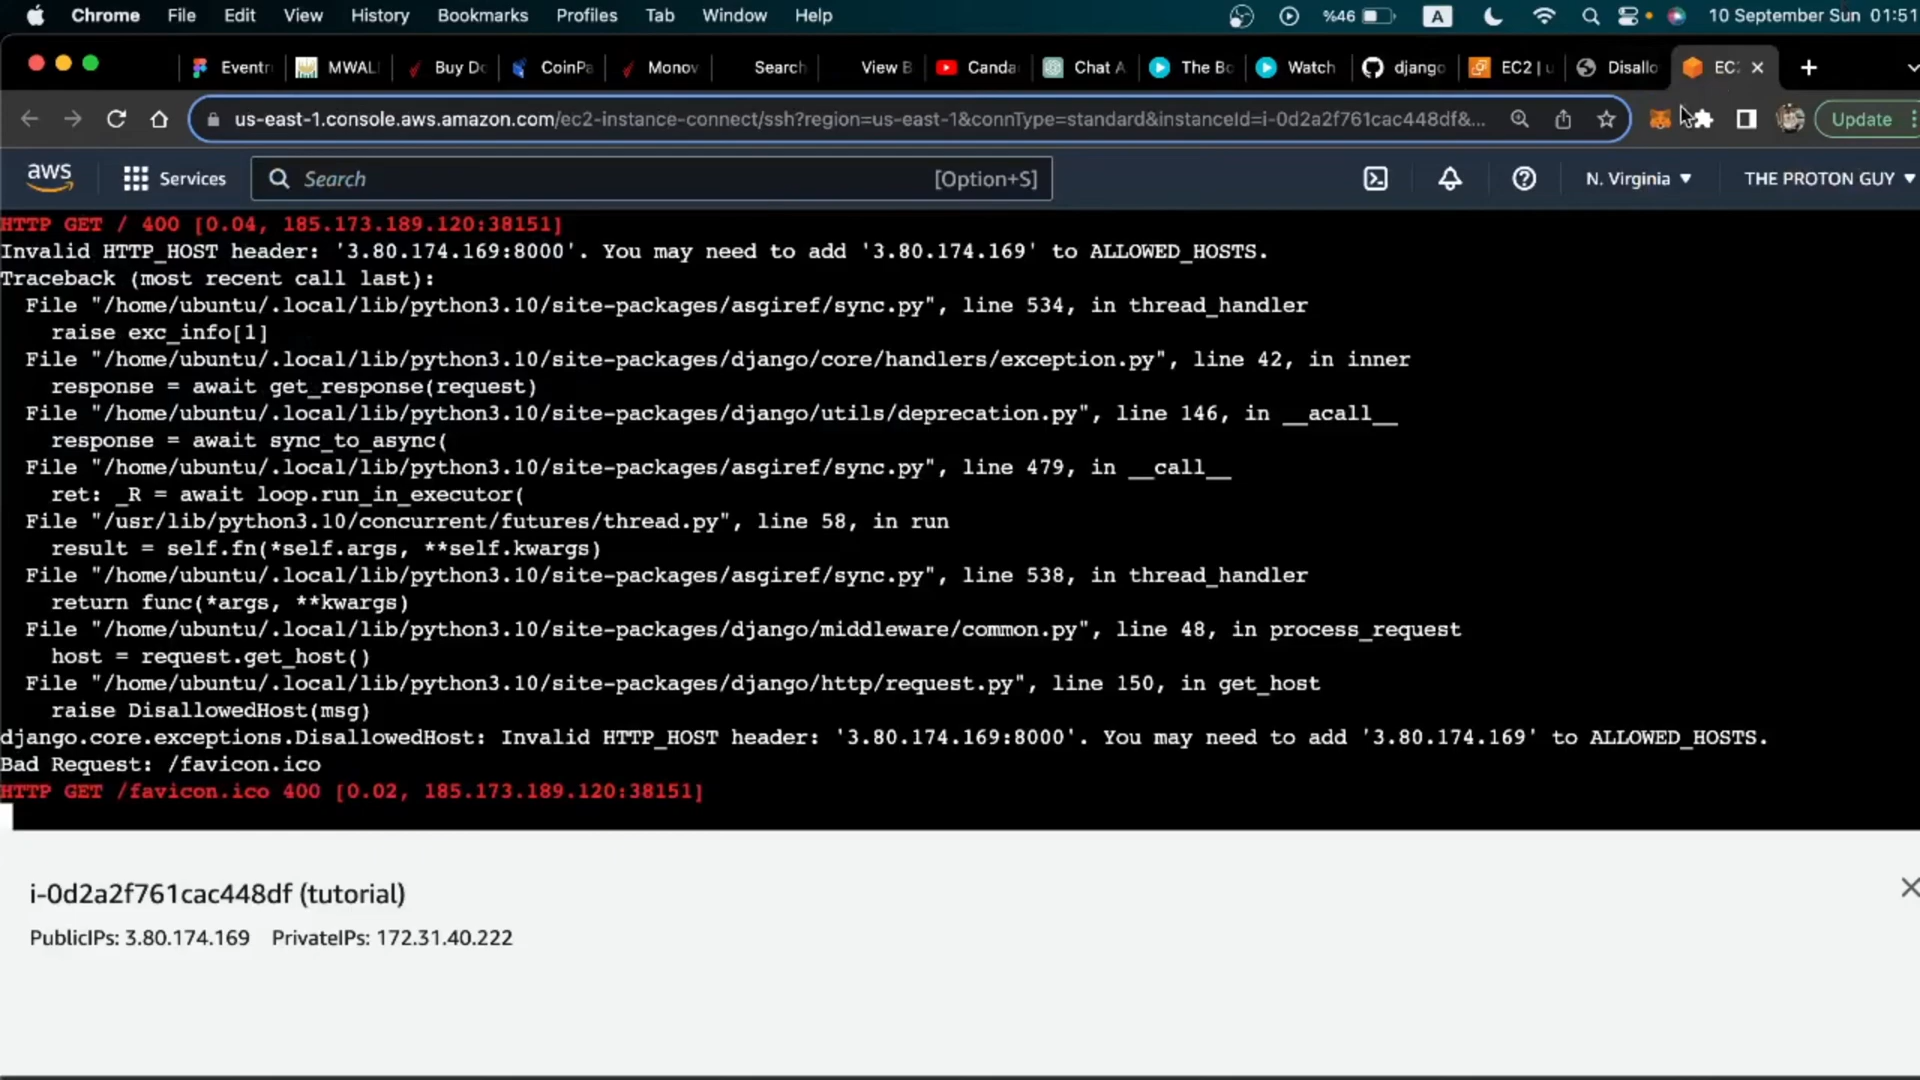 Chrome File Edit View History Bookmarks Profiles Tab Window Help %46 A 10 September Sun 01:51
Eventr MWALI Buy Do CoinPa Monov Search View B Canda Chat A The Bo Watch django EC2 | u Disallo EC2
us-east-1.console.aws.amazon.com/ec2-instance-connect/ssh?region=us-east-1&connType=standard&instanceId=i-0d2a2f761cac448df&... Update
aws Services Search [Option+S] N. Virginia THE PROTON GUY
HTTP GET / 400 [0.04, 185.173.189.120:38151]
Invalid HTTP_HOST header: '3.80.174.169:8000'. You may need to add '3.80.174.169' to ALLOWED_HOSTS.
Traceback (most recent call last):
File "/home/ubuntu/.local/lib/python3.10/site-packages/asgiref/sync.py", line 534, in thread_handler
raise exc_info[1]
File "/home/ubuntu/.local/lib/python3.10/site-packages/django/core/handlers/exception.py", line 42, in inner
response = await get_response(request)
File "/home/ubuntu/.local/lib/python3.10/site-packages/django/utils/deprecation.py", line 146, in __acall__
response = await sync_to_async(
File "/home/ubuntu/.local/lib/python3.10/site-packages/asgiref/sync.py", line 479, in __call__
ret: _R = await loop.run_in_executor(
File "/usr/lib/python3.10/concurrent/futures/thread.py", line 58, in run
result = self.fn(*self.args, **self.kwargs)
File "/home/ubuntu/.local/lib/python3.10/site-packages/asgiref/sync.py", line 538, in thread_handler
return func(*args, **kwargs)
File "/home/ubuntu/.local/lib/python3.10/site-packages/django/middleware/common.py", line 48, in process_request
host = request.get_host()
File "/home/ubuntu/.local/lib/python3.10/site-packages/django/http/request.py", line 150, in get_host
raise DisallowedHost(msg)
django.core.exceptions.DisallowedHost: Invalid HTTP_HOST header: '3.80.174.169:8000'. You may need to add '3.80.174.169' to ALLOWED_HOSTS.
Bad Request: /favicon.ico
HTTP GET /favicon.ico 400 [0.02, 185.173.189.120:38151]
i-0d2a2f761cac448df (tutorial)
PublicIPs: 3.80.174.169 PrivateIPs: 172.31.40.222